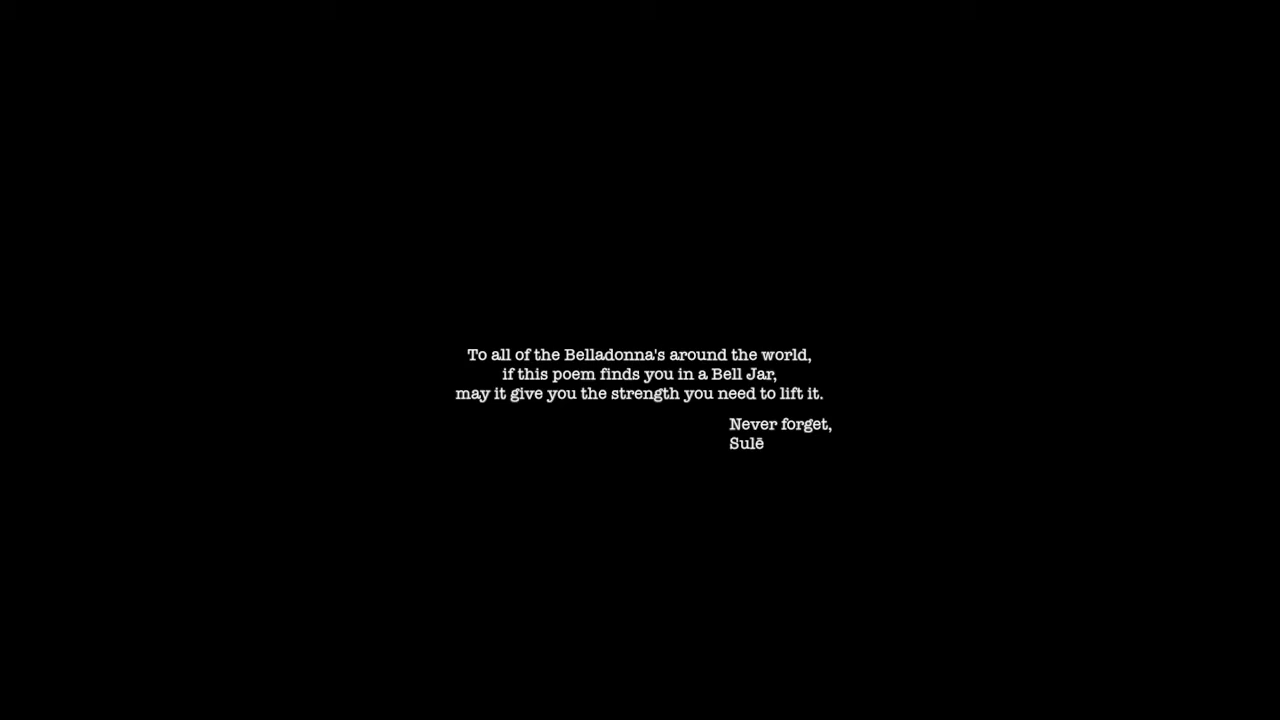 To all of the Belladonna's around the world,
if this poem finds you in a Bell Jar,
may it give you the strength you need to lift it.
Never forget,
Sulē